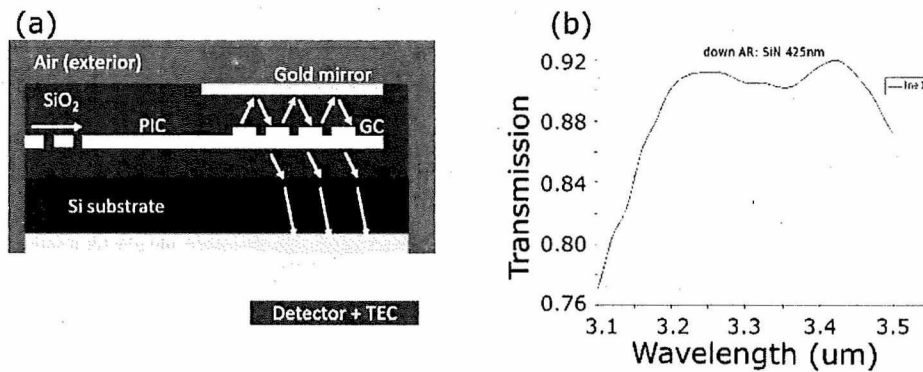 (a)
Air (exterior)
Gold mirror
SiO2
PIC
GC
Si substrate
Detector + TEC
(b)
down AR: SiN 425nm
Transmission
0.92
0.88
0.84
0.80
0.76
3.1
3.2
3.3
3.4
3.5
Wavelength (um)